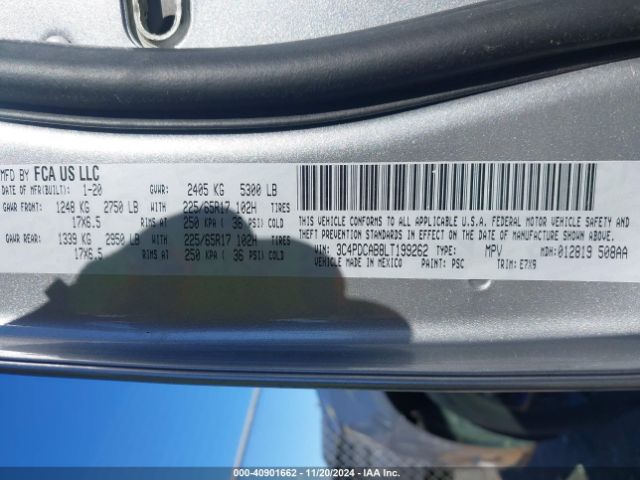 MFD BY FCA US LLC
DATE OF MFR(BUILT): 1-20 GVWR: 2405 KG 5300 LB
GAWR FRONT: 1248 KG 2750 LB WITH 225/65R17 102H TIRES
17X6.5 RIMS AT 250 KPA ( 36 PSI) COLD
GAWR REAR: 1339 KG 2950 LB WITH 225/65R17 102H TIRES
17X6.5 RIMS AT 250 KPA ( 36 PSI) COLD
THIS VEHICLE CONFORMS TO ALL APPLICABLE U.S.A. FEDERAL MOTOR VEHICLE SAFETY AND
THEFT PREVENTION STANDARDS IN EFFECT ON THE DATE OF MANUFACTURE SHOWN ABOVE.
VIN: 3C4PDCAB8LT199262 TYPE: MPV MDH: 012819 508AA
VEHICLE MADE IN MEXICO PAINT: PSC TRIM: E7X9
000-40901662 - 11/20/2024 - IAA Inc.